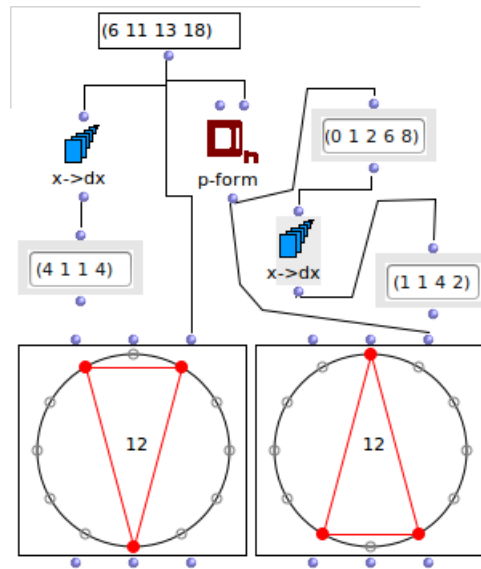 (6 11 13 18)
x->dx
p-form
n
(0 1 2 6 8)
x->dx
(4 1 1 4)
(1 1 4 2)
12
12